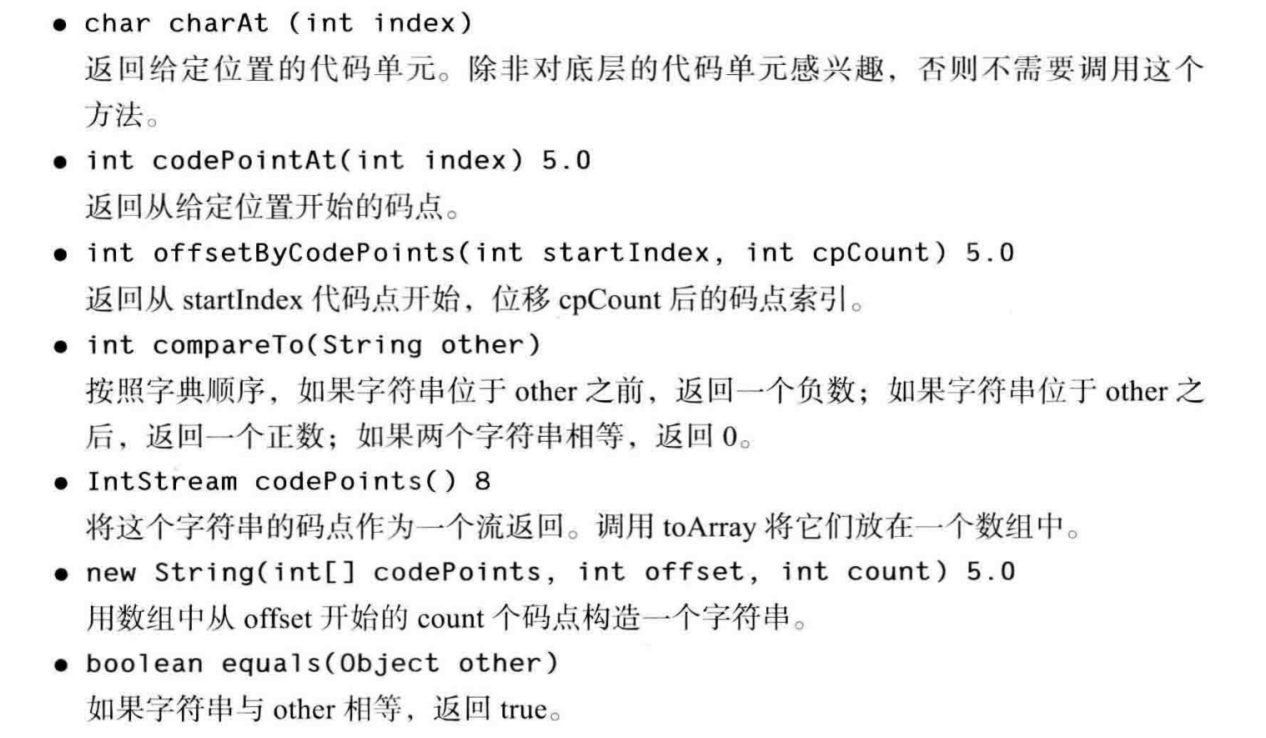 ● char charAt (int index)
返回给定位置的代码单元。除非对底层的代码单元感兴趣，否则不需要调用这个
方法。
● int codePointAt(int index) 5.0
返回从给定位置开始的码点。
● int offsetByCodePoints(int startIndex, int cpCount) 5.0
返回从 startIndex 代码点开始，位移 cpCount 后的码点索引。
● int compareTo(String other)
按照字典顺序，如果字符串位于 other 之前，返回一个负数；如果字符串位于 other 之
后，返回一个正数；如果两个字符串相等，返回 0。
● IntStream codePoints() 8
将这个字符串的码点作为一个流返回。调用 toArray 将它们放在一个数组中。
● new String(int[] codePoints, int offset, int count) 5.0
用数组中从 offset 开始的 count 个码点构造一个字符串。
● boolean equals(Object other)
如果字符串与 other 相等，返回 true。